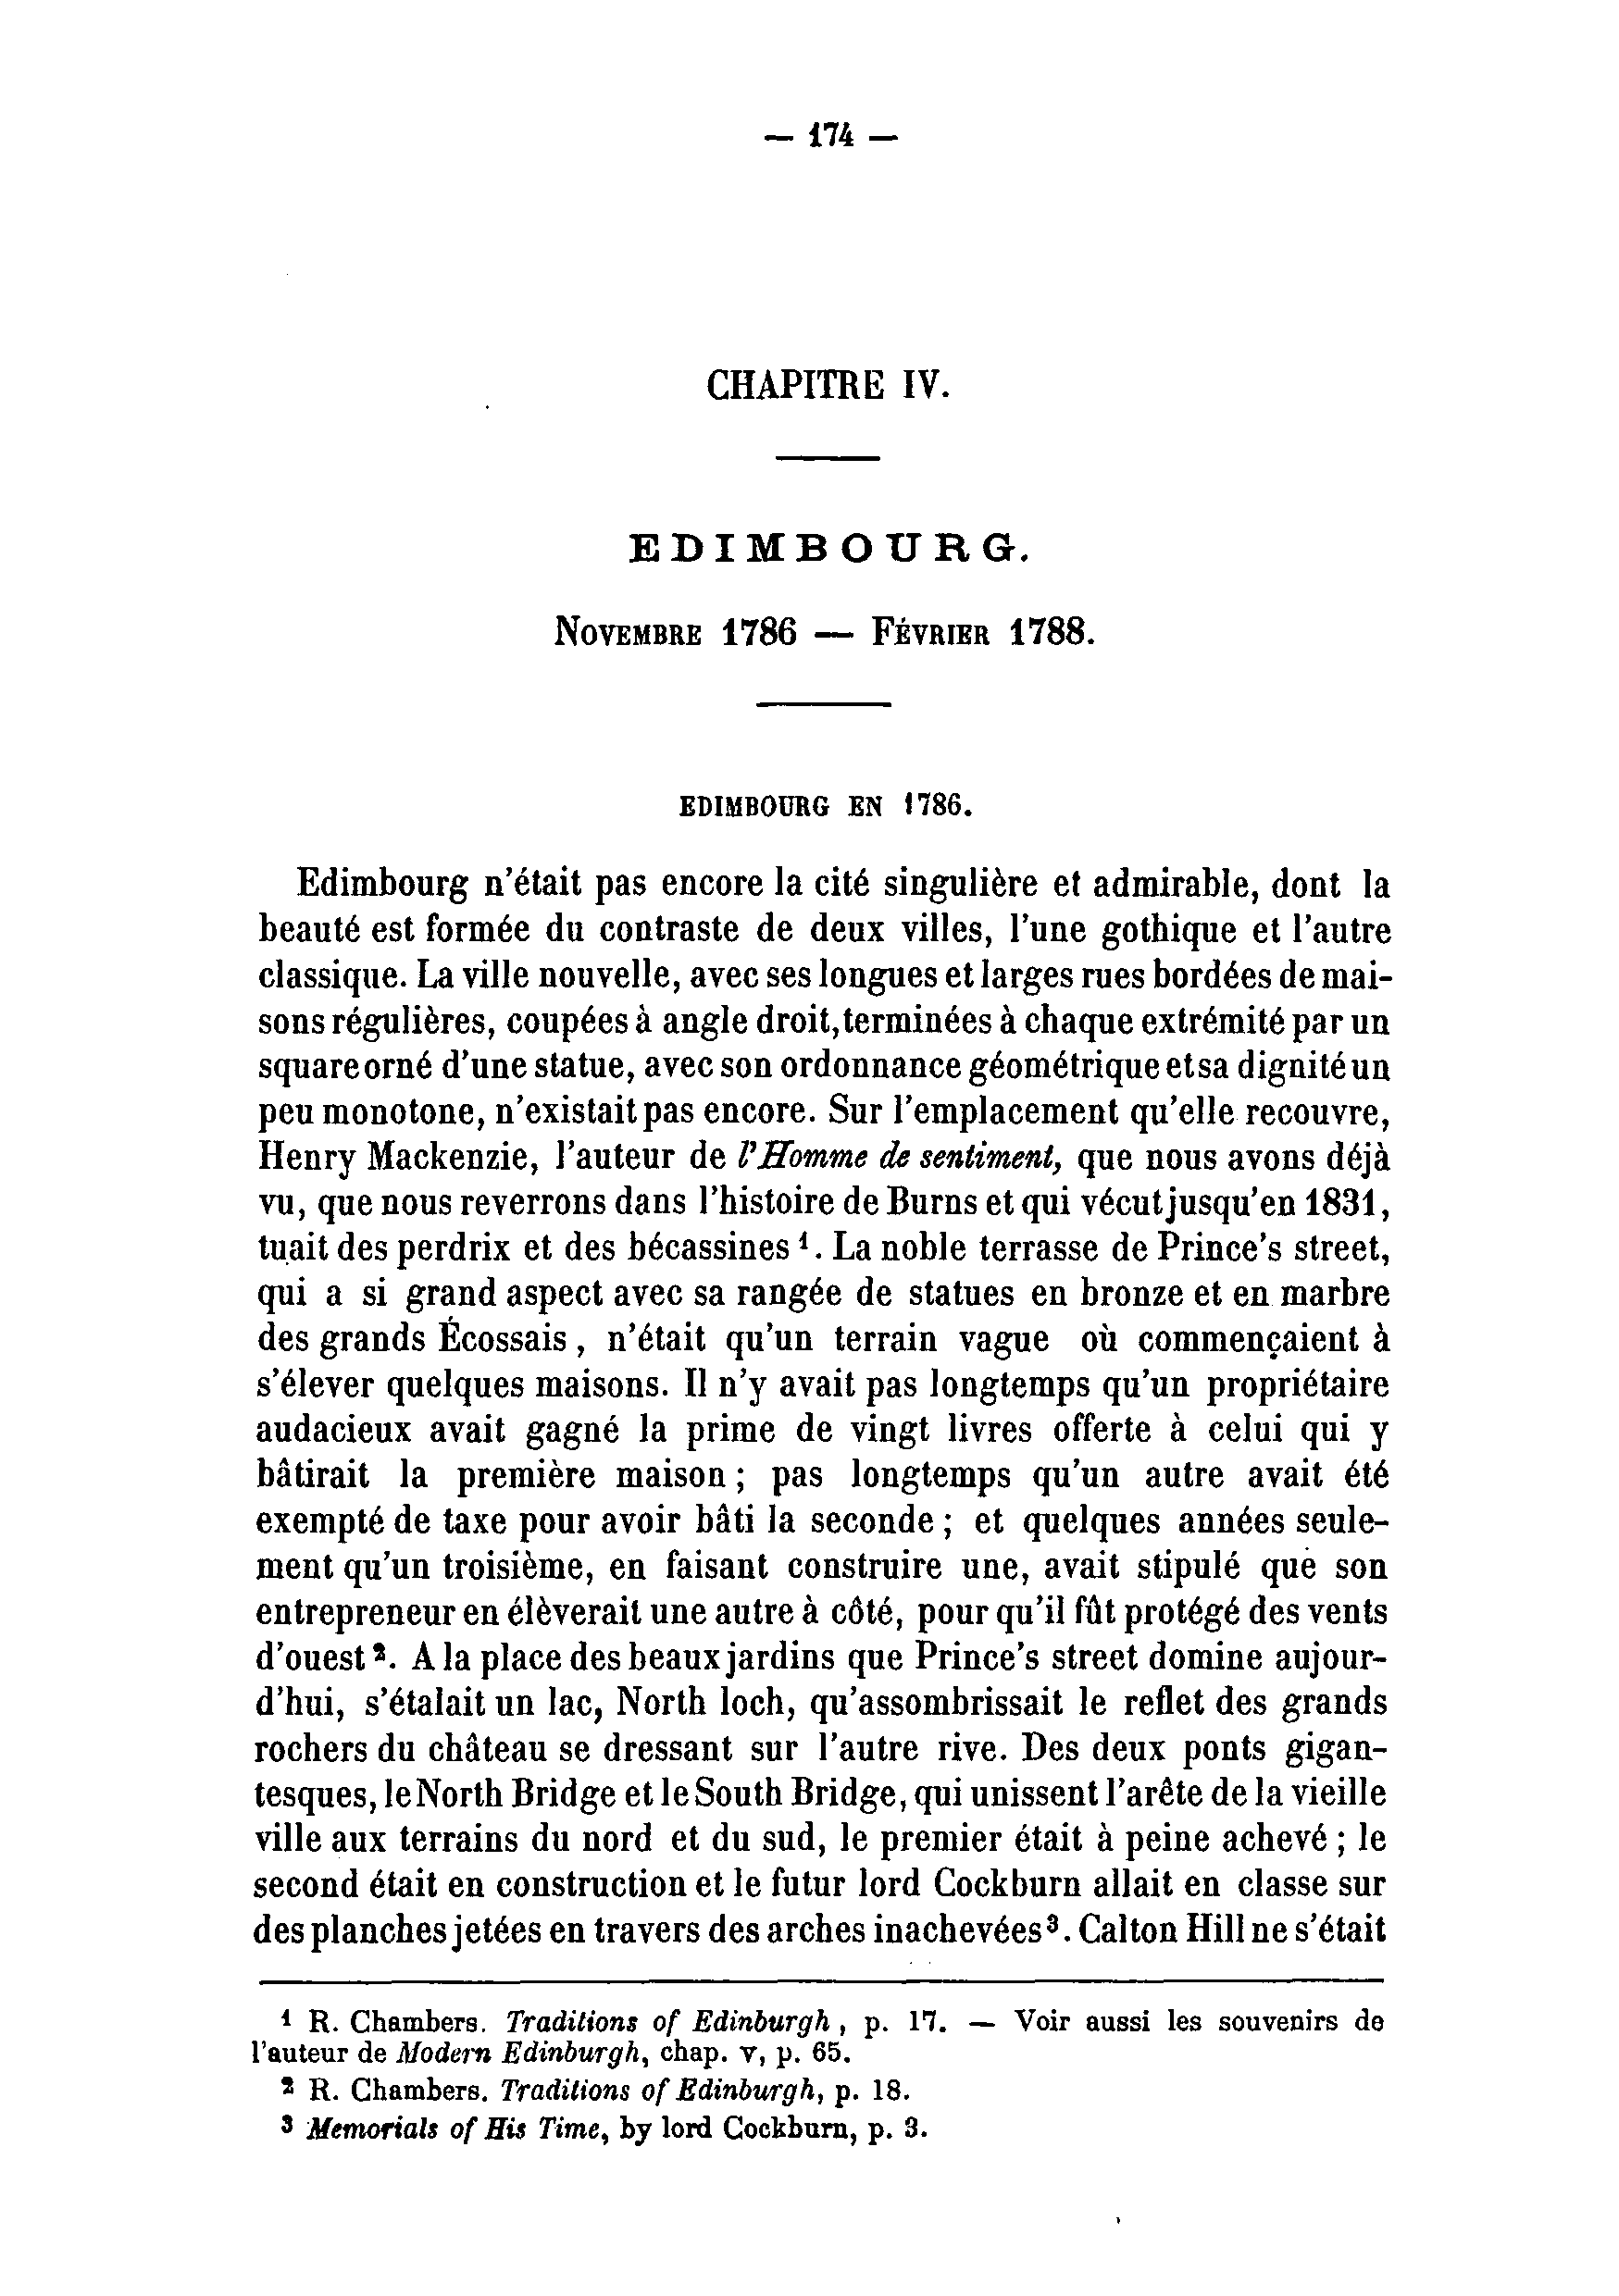 — 174 —
CHAPITRE IV.
EDIMBOURG.
NOVEMBRE 1786 — FÉVRIER 1788.
EDIMBOURG EN 1786.
Edimbourg n'était pas encore la cité singulière et admirable, dont la
beauté est formée du contraste de deux villes, l'une gothique et l'autre
classique. La ville nouvelle, avec ses longues et larges rues bordées de mai-
sons régulières, coupées à angle droit, terminées à chaque extrémité par un
square orné d'une statue, avec son ordonnance géométrique et sa dignité un
peu monotone, n'existait pas encore. Sur l'emplacement qu'elle recouvre,
Henry Mackenzie, l'auteur de l'Homme de sentiment, que nous avons déjà
vu, que nous reverrons dans l'histoire de Burns et qui vécut jusqu'en 1831,
tuait des perdrix et des bécassines ¹. La noble terrasse de Prince's street,
qui a si grand aspect avec sa rangée de statues en bronze et en marbre
des grands Écossais, n'était qu'un terrain vague où commençaient à
s'élever quelques maisons. Il n'y avait pas longtemps qu'un propriétaire
audacieux avait gagné la prime de vingt livres offerte à celui qui y
bâtirait la première maison ; pas longtemps qu'un autre avait été
exempté de taxe pour avoir bâti la seconde ; et quelques années seule-
ment qu'un troisième, en faisant construire une, avait stipulé que son
entrepreneur en élèverait une autre à côté, pour qu'il fût protégé des vents
d'ouest ². A la place des beaux jardins que Prince's street domine aujour-
d'hui, s'étalait un lac, North loch, qu'assombrissait le reflet des grands
rochers du château se dressant sur l'autre rive. Des deux ponts gigan-
tesques, le North Bridge et le South Bridge, qui unissent l'arête de la vieille
ville aux terrains du nord et du sud, le premier était à peine achevé ; le
second était en construction et le futur lord Cockburn allait en classe sur
des planches jetées en travers des arches inachevées ³. Calton Hill ne s'était
¹ R. Chambers. Traditions of Edinburgh, p. 17. — Voir aussi les souvenirs de
l'auteur de Modern Edinburgh, chap. v, p. 65.
² R. Chambers. Traditions of Edinburgh, p. 18.
³ Memorials of His Time, by lord Cockburn, p. 3.